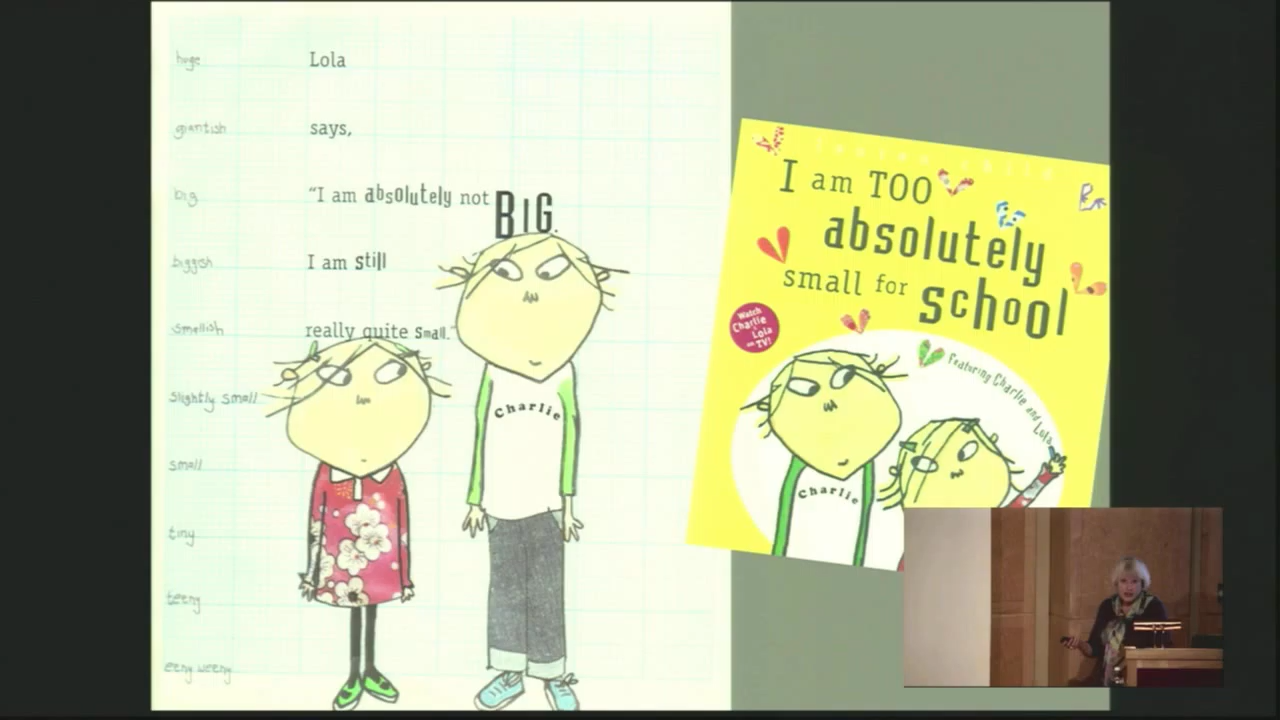 huge
giantish
big
biggish
smallish
slightly small
small
tiny
teeny
eeny weeny
Lola
says,
"I am absolutely not BIG.
I am still
really quite small."
Charlie
I am TOO
absolutely
small for school
Watch
Charlie
& Lola
on TV!
Featuring Charlie and Lola
Charlie